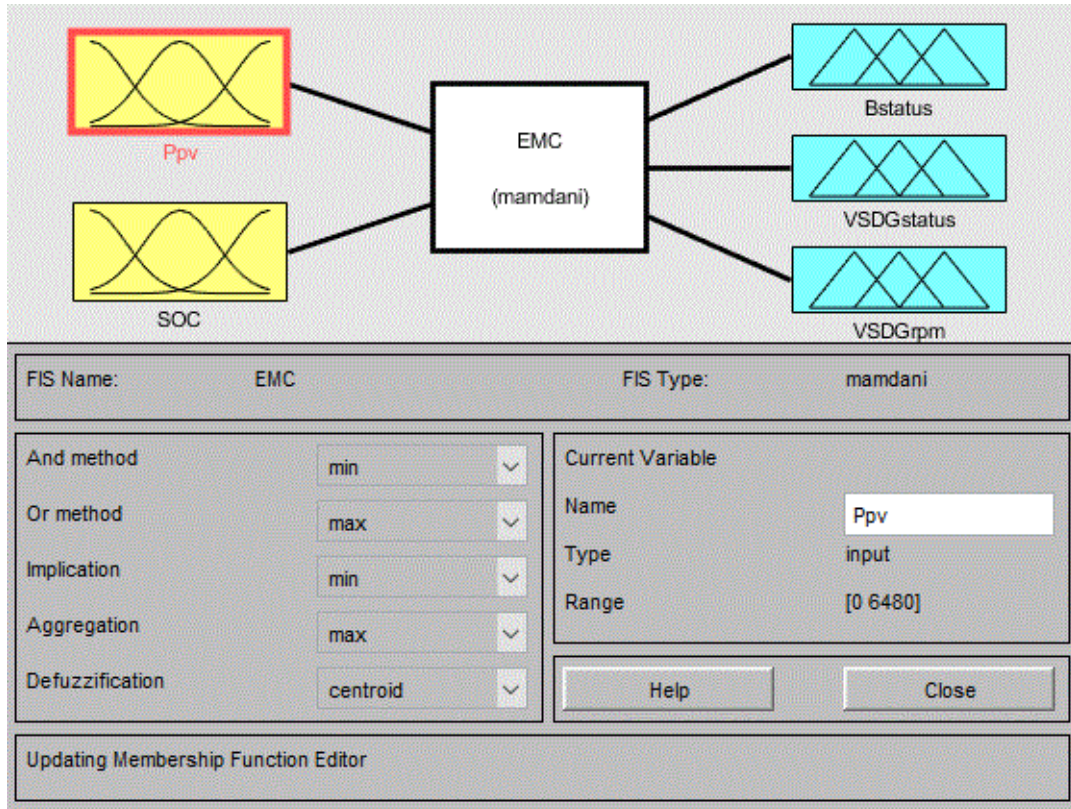 Ppv
SOC
EMC
(mamdani)
Bstatus
VSDGstatus
VSDGrpm
FIS Name: EMC FIS Type: mamdani
And method min
Or method max
Implication min
Aggregation max
Defuzzification centroid
Current Variable
Name Ppv
Type input
Range [0 6480]
Help Close
Updating Membership Function Editor